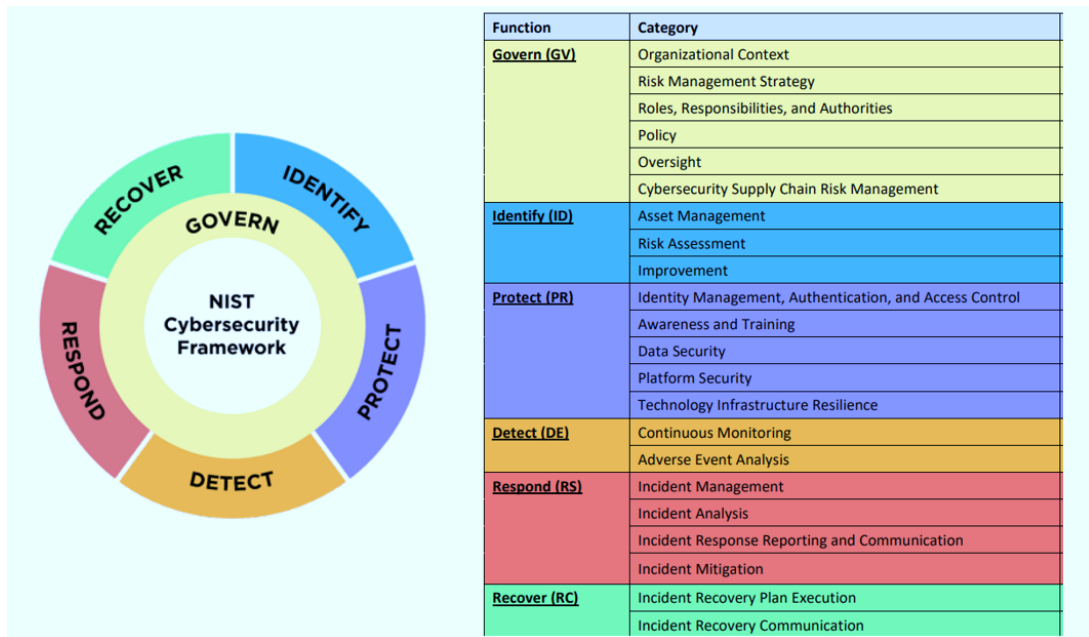 RECOVER
IDENTIFY
GOVERN
NIST
Cybersecurity
Framework
RESPOND
PROTECT
DETECT
Function Category
Govern (GV) Organizational Context
Risk Management Strategy
Roles, Responsibilities, and Authorities
Policy
Oversight
Cybersecurity Supply Chain Risk Management
Identify (ID) Asset Management
Risk Assessment
Improvement
Protect (PR) Identity Management, Authentication, and Access Control
Awareness and Training
Data Security
Platform Security
Technology Infrastructure Resilience
Detect (DE) Continuous Monitoring
Adverse Event Analysis
Respond (RS) Incident Management
Incident Analysis
Incident Response Reporting and Communication
Incident Mitigation
Recover (RC) Incident Recovery Plan Execution
Incident Recovery Communication